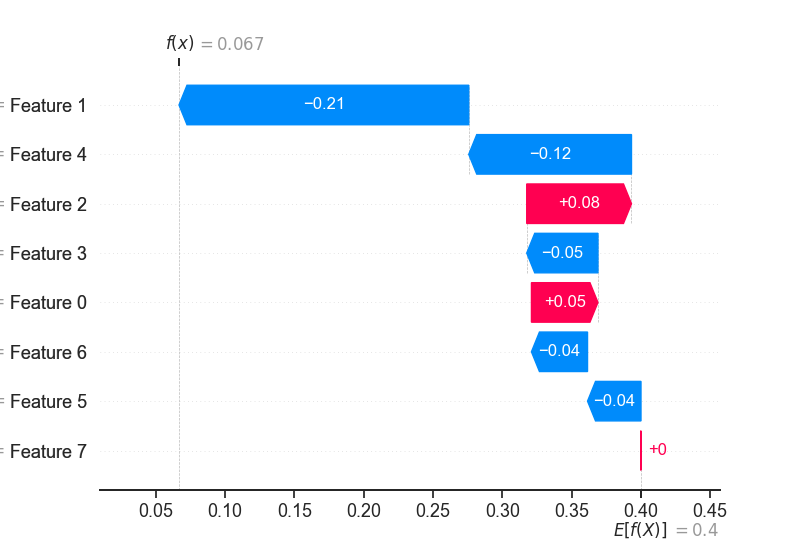 f(x) = 0.067
= Feature 1 −0.21
= Feature 4 −0.12
= Feature 2 +0.08
= Feature 3 −0.05
= Feature 0 +0.05
= Feature 6 −0.04
= Feature 5 −0.04
= Feature 7 +0
0.05 0.10 0.15 0.20 0.25 0.30 0.35 0.40 0.45
E[f(X)] = 0.4